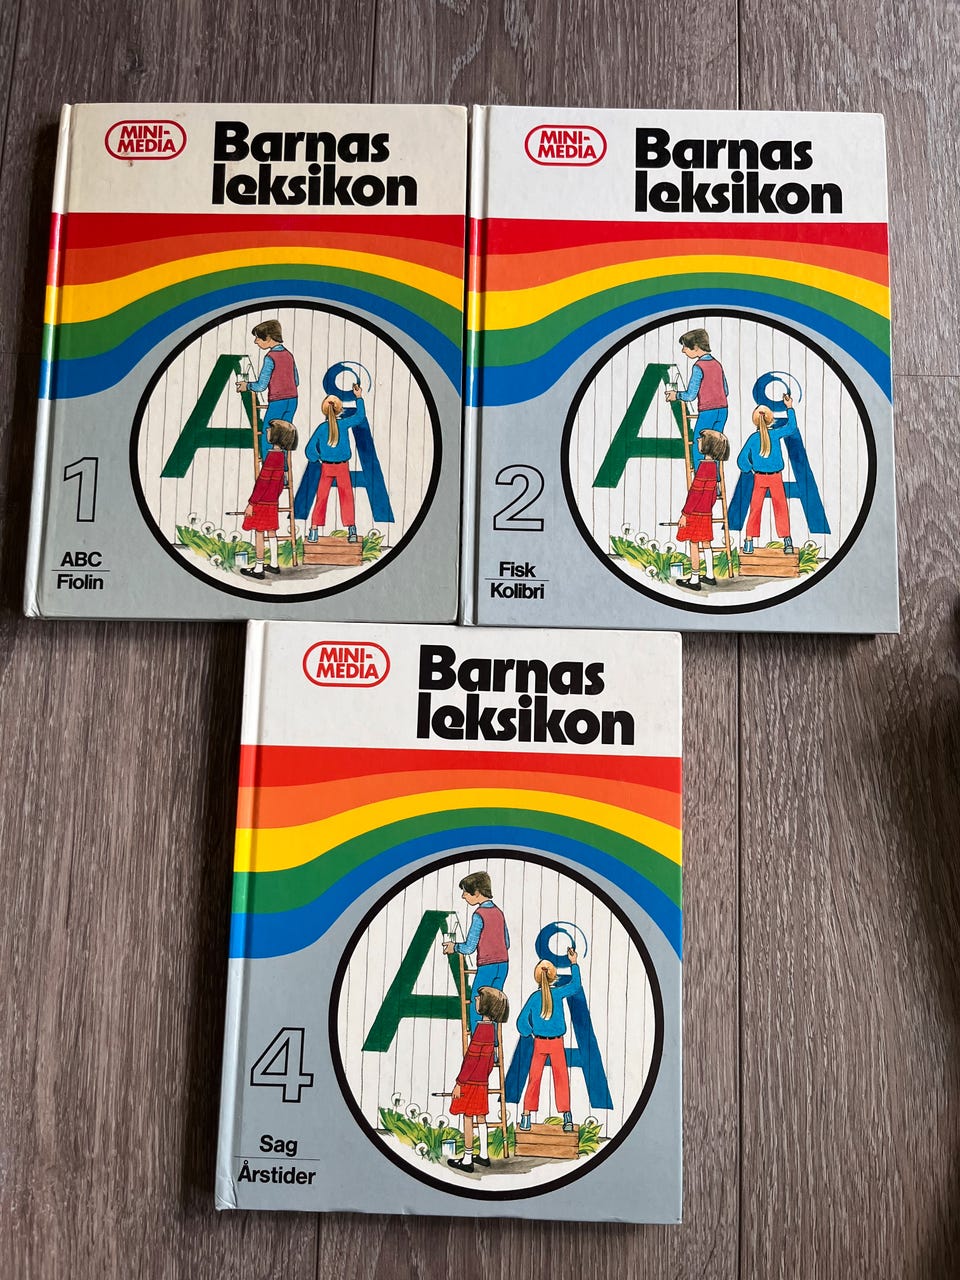 MINI-
MEDIA
Barnas
leksikon
A Å
1
ABC
Fiolin
MINI-
MEDIA
Barnas
leksikon
A Å
2
Fisk
Kolibri
MINI-
MEDIA
Barnas
leksikon
A Å
4
Sag
Årstider